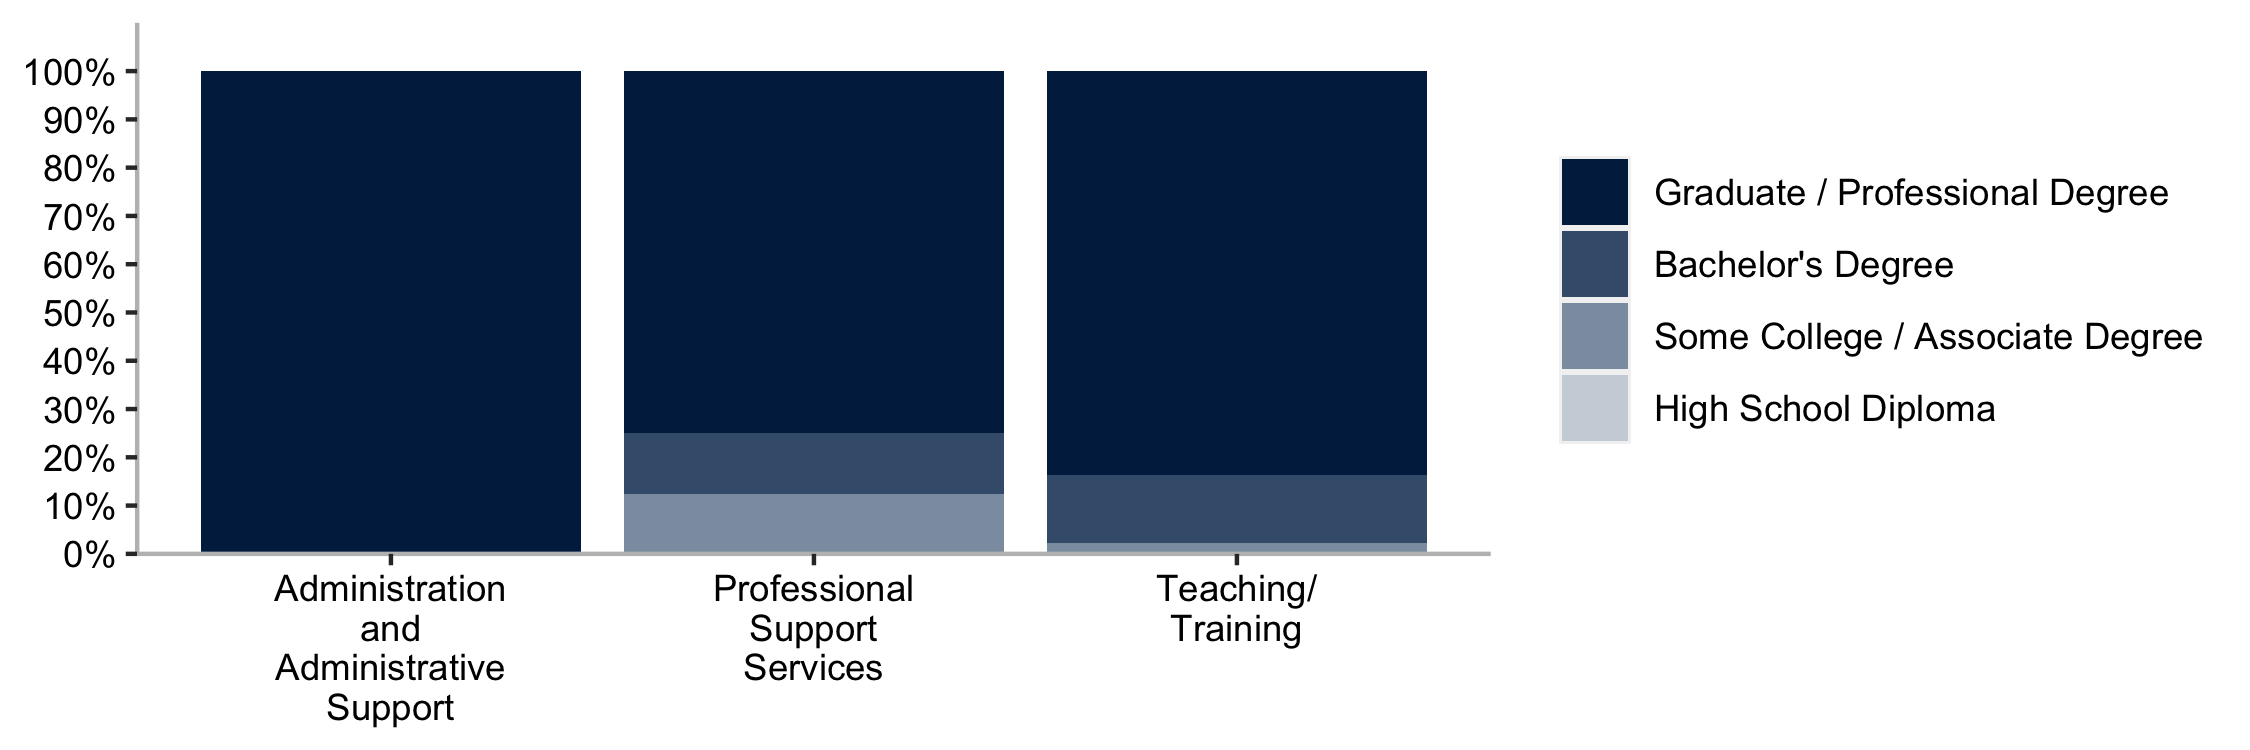 100%
90%
80%
70%
60%
50%
40%
30%
20%
10%
0%
Administration
and
Administrative
Support
Professional
Support
Services
Teaching/
Training
Graduate / Professional Degree
Bachelor's Degree
Some College / Associate Degree
High School Diploma